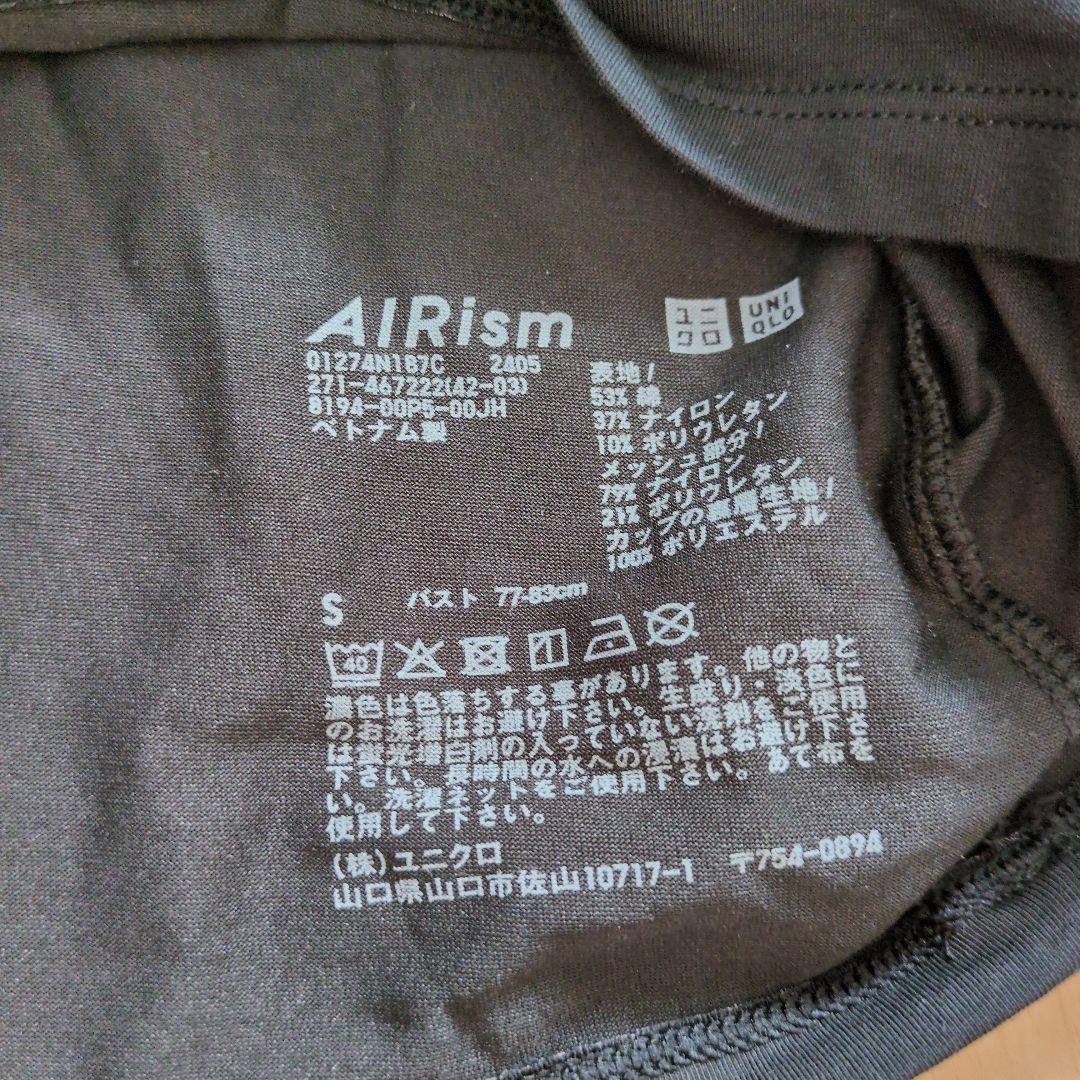 AIRism
ユニクロ
UNIQLO
01274N187C 2405
271-467222(42-03)
8194-00P5-00JH
ベトナム製
表地/
53% 綿
37% ナイロン
10% ポリウレタン
メッシュ部分/
79% ナイロン
21% ポリウレタン
カップの両種生地/
100% ポリエステル
S バスト 77-83cm
40
濃色は色落ちする事があります。他の物と
のお洗濯はお避け下さい。生成り・淡色に
は蛍光増白剤の入っていない洗剤をご使用
下さい。長時間の水への浸漬はお避け下さ
い。洗濯ネットをご使用下さい。あて布を
使用して下さい。
(株)ユニクロ
山口県山口市佐山10717-1 〒754-0894